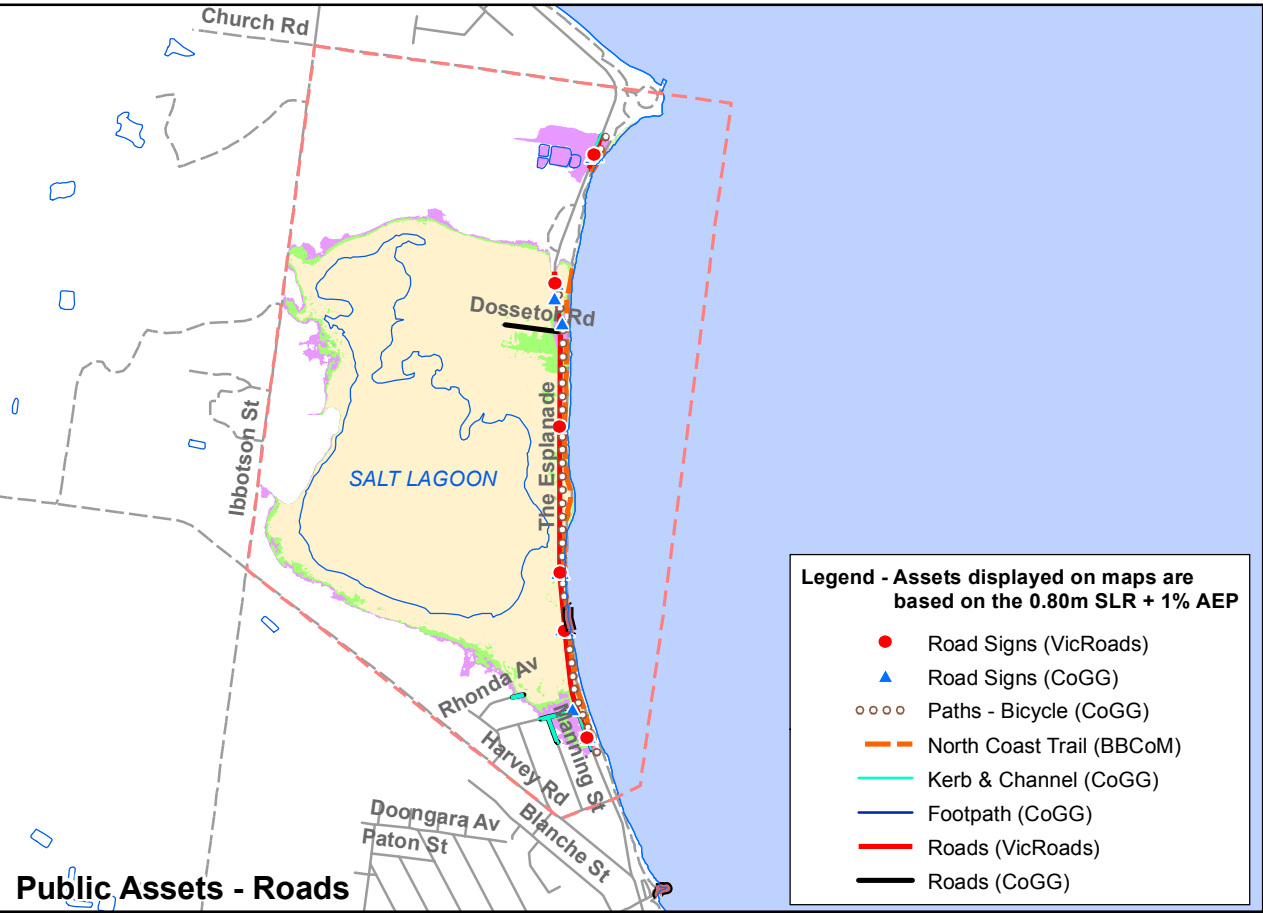 Church Rd
Dossetor Rd
The Esplanade
Ibbotson St
SALT LAGOON
Rhonda Av
Manning St
Harvey Rd
Doongara Av
Paton St
Blanche St
Public Assets - Roads
Legend - Assets displayed on maps are
based on the 0.80m SLR + 1% AEP
Road Signs (VicRoads)
Road Signs (CoGG)
Paths - Bicycle (CoGG)
North Coast Trail (BBCoM)
Kerb & Channel (CoGG)
Footpath (CoGG)
Roads (VicRoads)
Roads (CoGG)